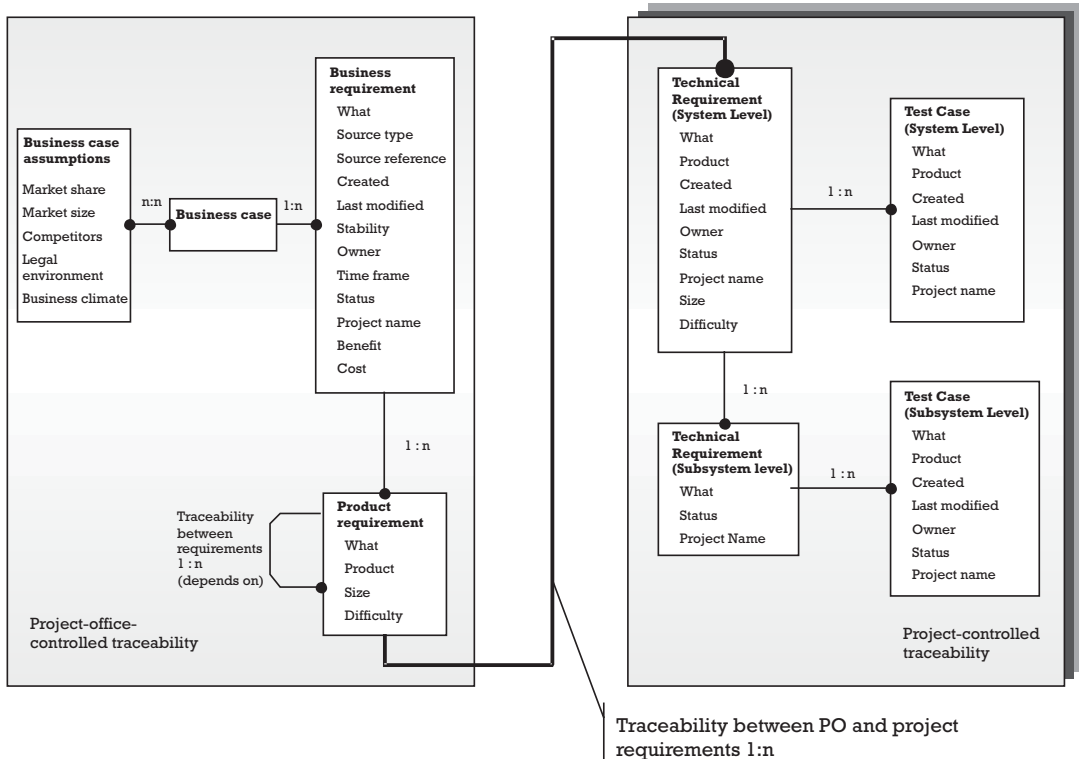 Business case
assumptions
Market share
Market size
Competitors
Legal
environment
Business climate
n:n
Business case
1:n
Business
requirement
What
Source type
Source reference
Created
Last modified
Stability
Owner
Time frame
Status
Project name
Benefit
Cost
1 : n
Traceability
between
requirements
1 : n
(depends on)
Product
requirement
What
Product
Size
Difficulty
Project-office-
controlled traceability
Technical
Requirement
(System Level)
What
Product
Created
Last modified
Owner
Status
Project name
Size
Difficulty
1 : n
Test Case
(System Level)
What
Product
Created
Last modified
Owner
Status
Project name
1 : n
Technical
Requirement
(Subsystem level)
What
Status
Project Name
1 : n
Test Case
(Subsystem Level)
What
Product
Created
Last modified
Owner
Status
Project name
Project-controlled
traceability
Traceability between PO and project
requirements 1:n